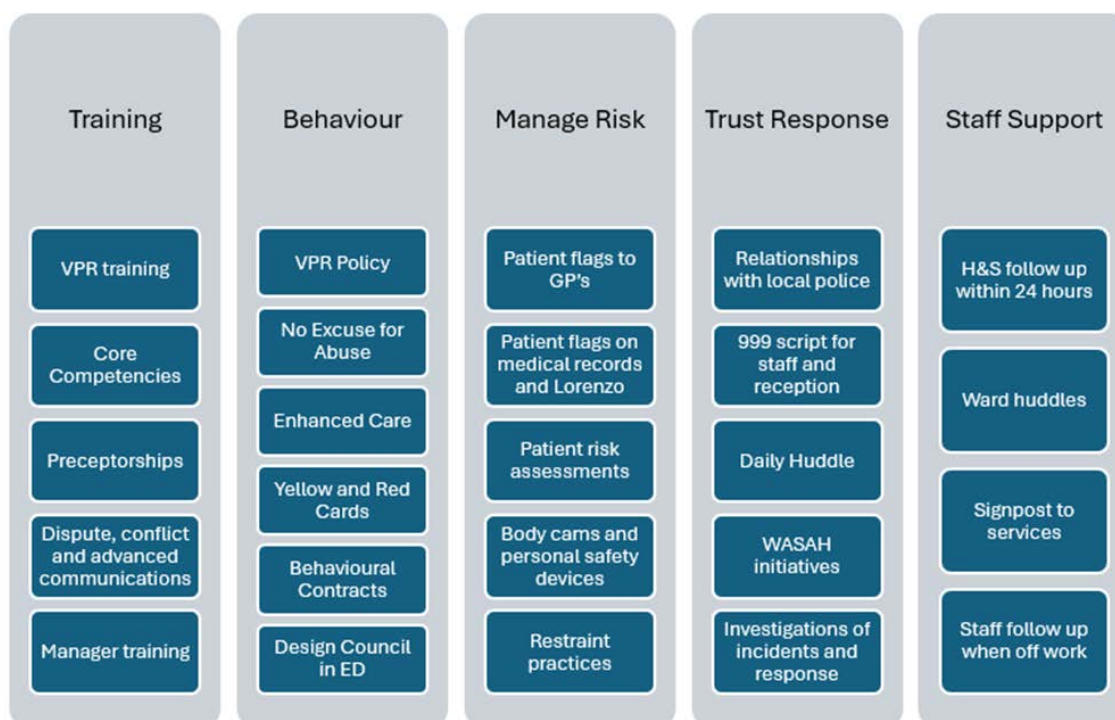 Training
VPR training
Core
Competencies
Preceptorships
Dispute, conflict
and advanced
communications
Manager training
Behaviour
VPR Policy
No Excuse for
Abuse
Enhanced Care
Yellow and Red
Cards
Behavioural
Contracts
Design Council
in ED
Manage Risk
Patient flags to
GP's
Patient flags on
medical records
and Lorenzo
Patient risk
assessments
Body cams and
personal safety
devices
Restraint
practices
Trust Response
Relationships
with local police
999 script for
staff and
reception
Daily Huddle
WASAH
initiatives
Investigations of
incidents and
response
Staff Support
H&S follow up
within 24 hours
Ward huddles
Signpost to
services
Staff follow up
when off work